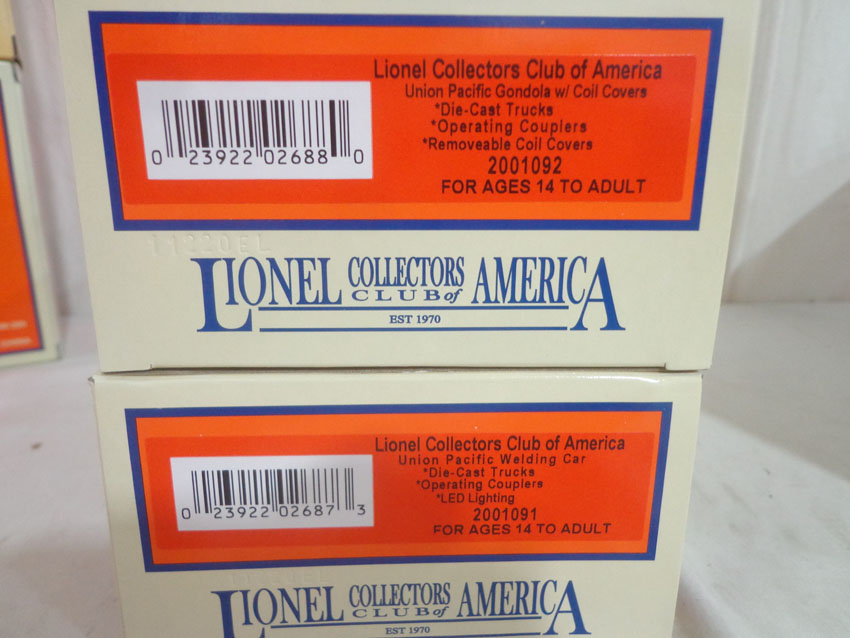 Lionel Collectors Club of America
Union Pacific Gondola w/ Coil Covers
*Die-Cast Trucks
*Operating Couplers
*Removeable Coil Covers
2001092
FOR AGES 14 TO ADULT
0 23922 02688 0
11220EL
LIONEL COLLECTORS CLUB of AMERICA
EST 1970
Lionel Collectors Club of America
Union Pacific Welding Car
*Die-Cast Trucks
*Operating Couplers
*LED Lighting
2001091
FOR AGES 14 TO ADULT
0 23922 02687 3
LIONEL COLLECTORS CLUB of AMERICA
EST 1970